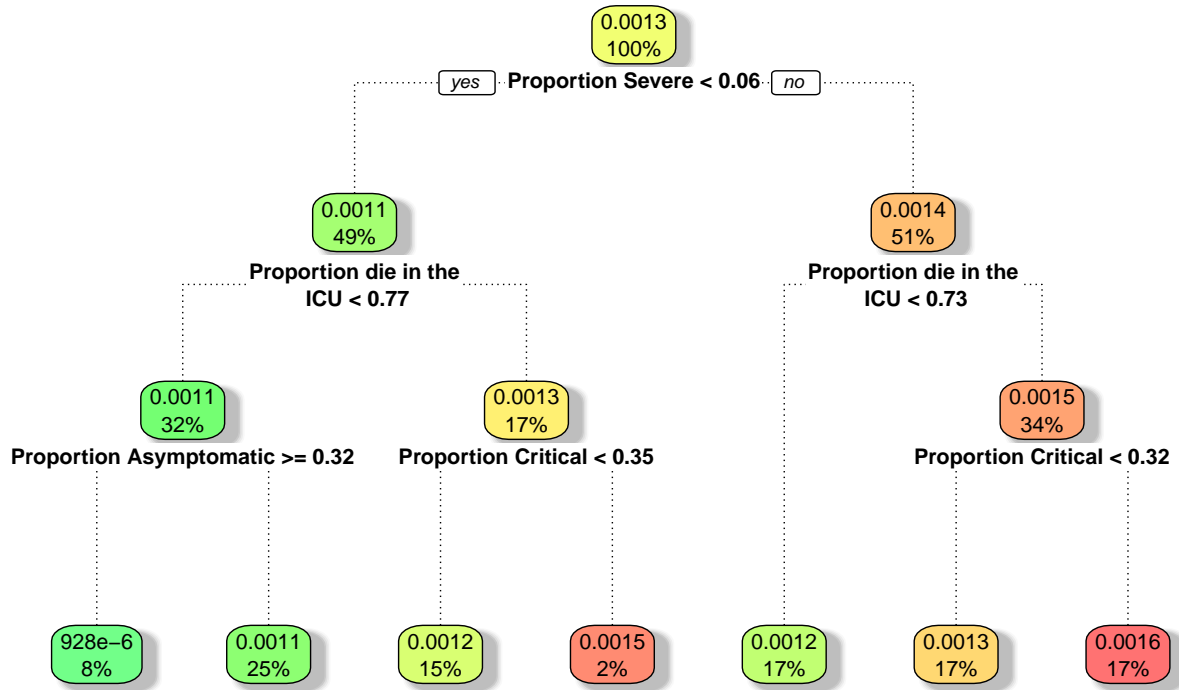 0.0013
100%
yes Proportion Severe < 0.06 no
0.0011
49%
0.0014
51%
Proportion die in the
ICU < 0.77
Proportion die in the
ICU < 0.73
0.0011
32%
0.0013
17%
0.0015
34%
Proportion Asymptomatic >= 0.32
Proportion Critical < 0.35
Proportion Critical < 0.32
928e−6
8%
0.0011
25%
0.0012
15%
0.0015
2%
0.0012
17%
0.0013
17%
0.0016
17%